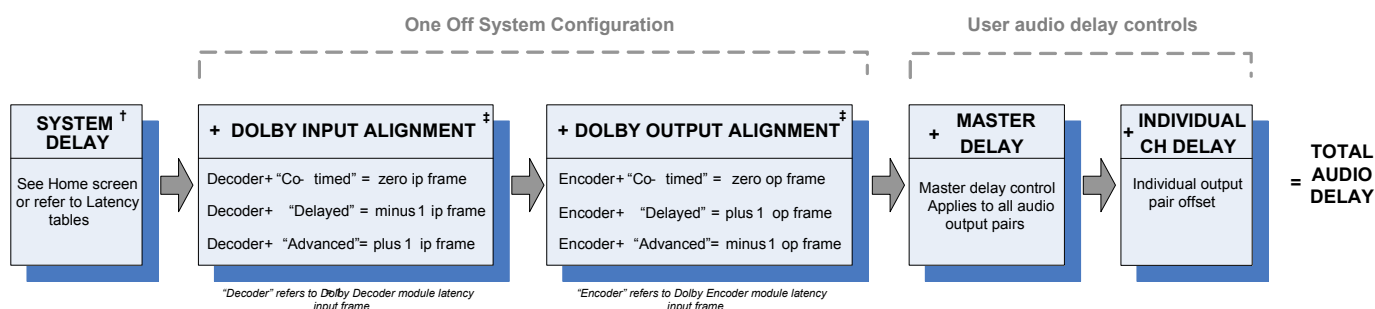 One Off System Configuration
User audio delay controls
SYSTEM †
DELAY
See Home screen
or refer to Latency
tables
+ DOLBY INPUT ALIGNMENT ‡
Decoder+ “Co- timed” = zero ip frame
Decoder+ “Delayed” = minus 1 ip frame
Decoder+ “Advanced”= plus 1 ip frame
“Decoder” refers to Dolby Decoder module latency
input frame
+ DOLBY OUTPUT ALIGNMENT ‡
Encoder+ “Co- timed” = zero op frame
Encoder+ “Delayed” = plus 1 op frame
Encoder+ “Advanced”= minus 1 op frame
“Encoder” refers to Dolby Encoder module latency
input frame
+ MASTER
DELAY
Master delay control
Applies to all audio
output pairs
+ INDIVIDUAL
CH DELAY
Individual output
pair offset
= TOTAL
AUDIO
DELAY